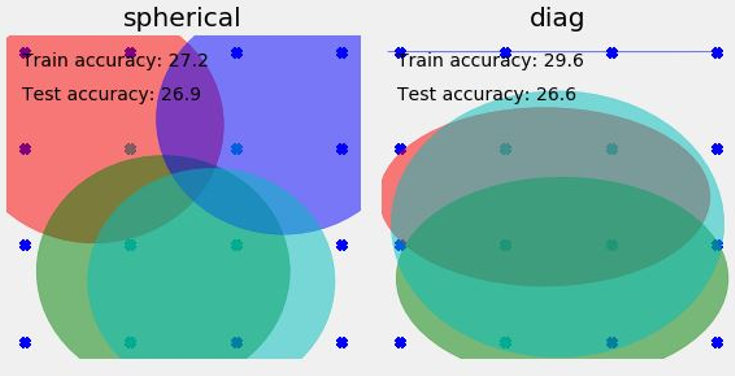 spherical
Train accuracy: 27.2
Test accuracy: 26.9
diag
Train accuracy: 29.6
Test accuracy: 26.6